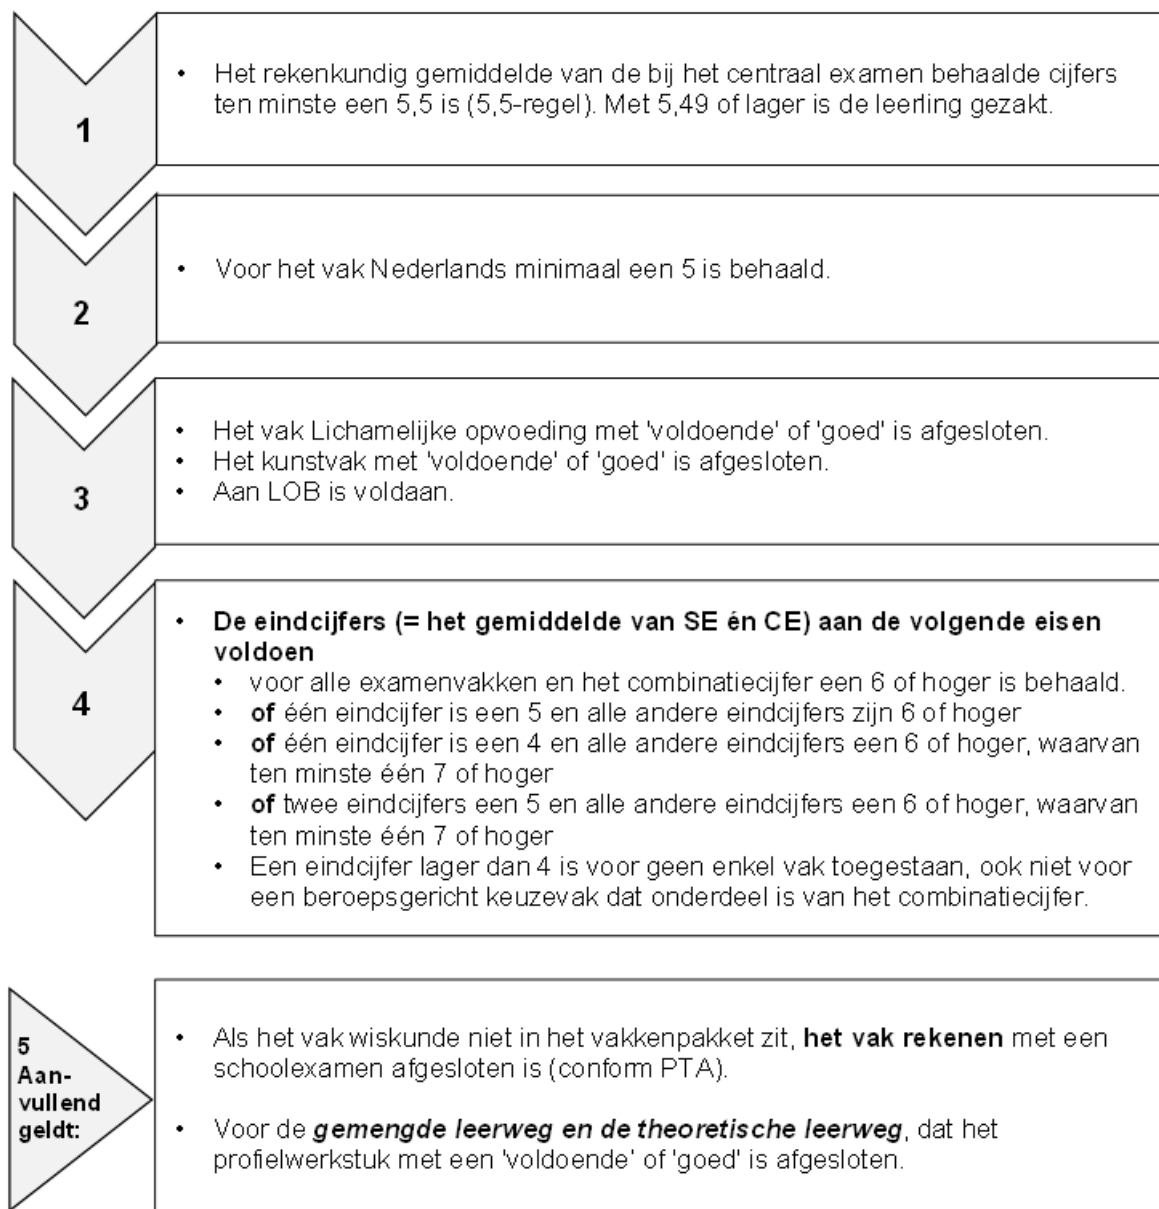 1
• Het rekenkundig gemiddelde van de bij het centraal examen behaalde cijfers
ten minste een 5,5 is (5,5-regel). Met 5,49 of lager is de leerling gezakt.
2
• Voor het vak Nederlands minimaal een 5 is behaald.
3
• Het vak Lichamelijke opvoeding met 'voldoende' of 'goed' is afgesloten.
• Het kunstvak met 'voldoende' of 'goed' is afgesloten.
• Aan LOB is voldaan.
4
• De eindcijfers (= het gemiddelde van SE én CE) aan de volgende eisen
voldoen
• voor alle examenvakken en het combinatiecijfer een 6 of hoger is behaald.
• of één eindcijfer is een 5 en alle andere eindcijfers zijn 6 of hoger
• of één eindcijfer is een 4 en alle andere eindcijfers een 6 of hoger, waarvan
ten minste één 7 of hoger
• of twee eindcijfers een 5 en alle andere eindcijfers een 6 of hoger, waarvan
ten minste één 7 of hoger
• Een eindcijfer lager dan 4 is voor geen enkel vak toegestaan, ook niet voor
een beroepsgericht keuzevak dat onderdeel is van het combinatiecijfer.
5
Aan-
vullend
geldt:
• Als het vak wiskunde niet in het vakkenpakket zit, het vak rekenen met een
schoolexamen afgesloten is (conform PTA).
• Voor de gemengde leerweg en de theoretische leerweg, dat het
profielwerkstuk met een 'voldoende' of 'goed' is afgesloten.